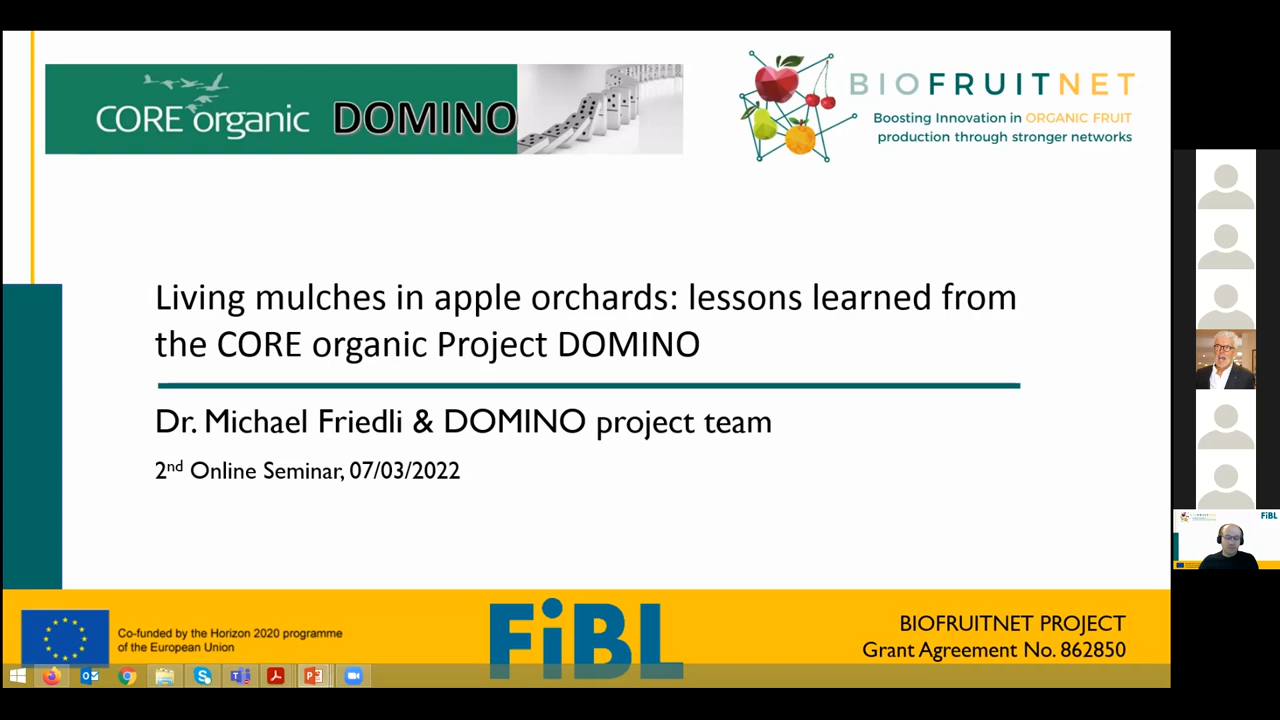 CORE organic DOMINO
BIOFRUITNET
Boosting Innovation in ORGANIC FRUIT
production through stronger networks
Living mulches in apple orchards: lessons learned from
the CORE organic Project DOMINO
Dr. Michael Friedli & DOMINO project team
2nd Online Seminar, 07/03/2022
FiBL
Co-funded by the Horizon 2020 programme
of the European Union
FiBL
BIOFRUITNET PROJECT
Grant Agreement No. 862850